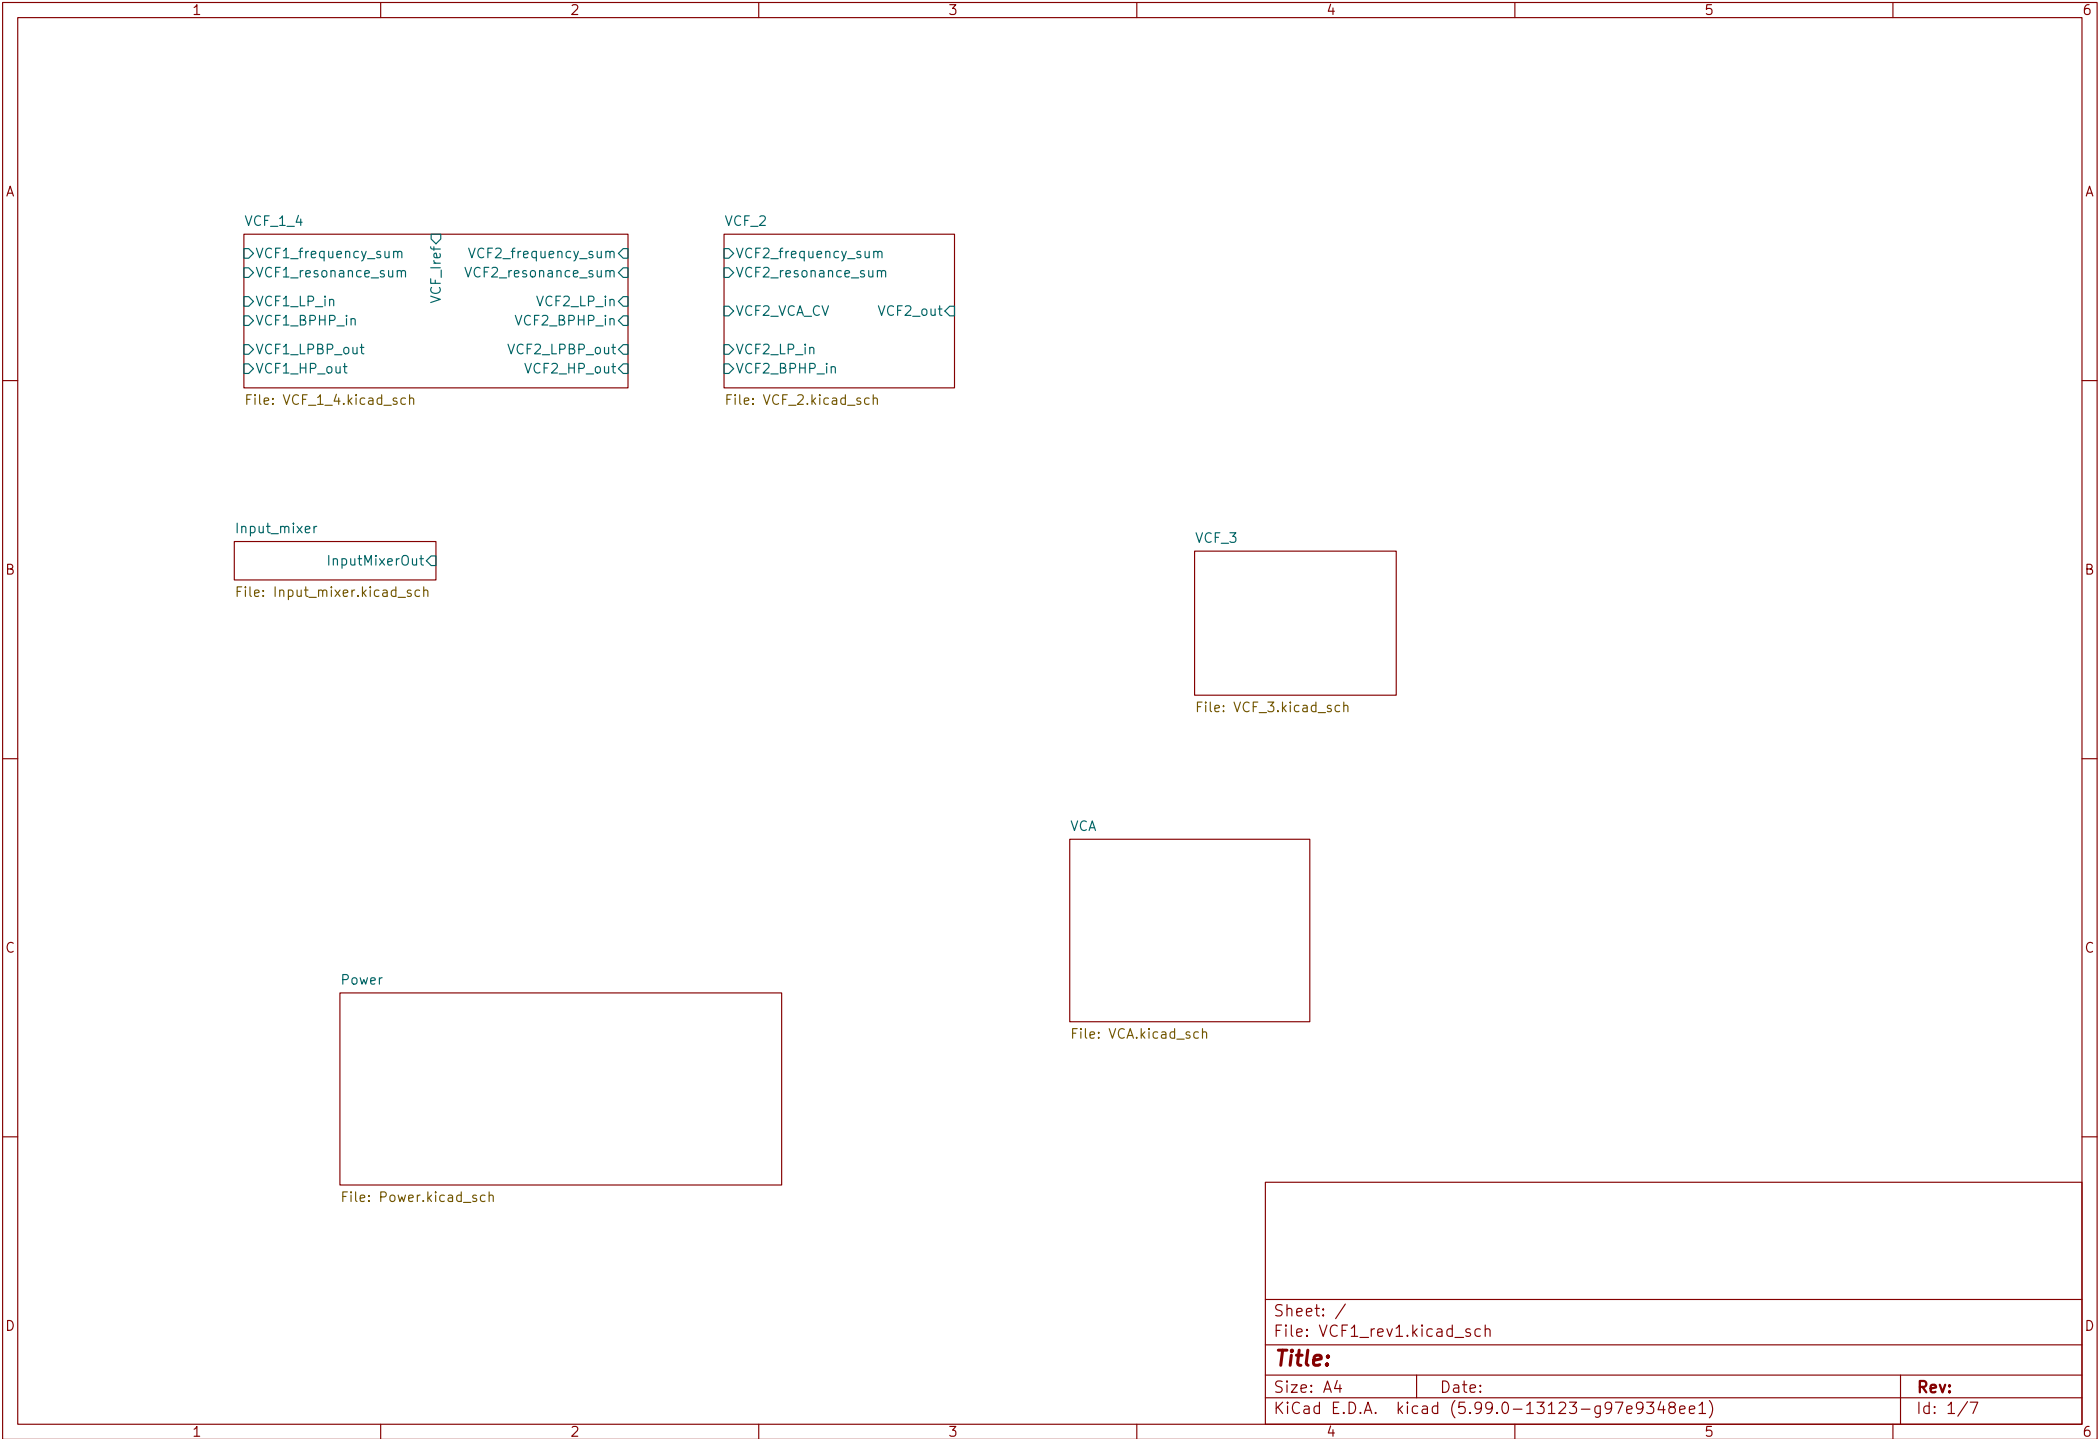 1 2 3 4 5 6
A A
VCF_1_4
VCF1_frequency_sum
VCF1_resonance_sum
VCF1_LP_in
VCF1_BPHP_in
VCF1_LPBP_out
VCF1_HP_out
VCF_Iref
VCF2_frequency_sum
VCF2_resonance_sum
VCF2_LP_in
VCF2_BPHP_in
VCF2_LPBP_out
VCF2_HP_out
File: VCF_1_4.kicad_sch
VCF_2
VCF2_frequency_sum
VCF2_resonance_sum
VCF2_VCA_CV VCF2_out
VCF2_LP_in
VCF2_BPHP_in
File: VCF_2.kicad_sch
Input_mixer
InputMixerOut
File: Input_mixer.kicad_sch
B B
VCF_3
File: VCF_3.kicad_sch
VCA
File: VCA.kicad_sch
C C
Power
File: Power.kicad_sch
D D
Sheet: /
File: VCF1_rev1.kicad_sch
Title:
Size: A4 Date: Rev:
KiCad E.D.A. kicad (5.99.0-13123-g97e9348ee1) Id: 1/7
1 2 3 4 5 6